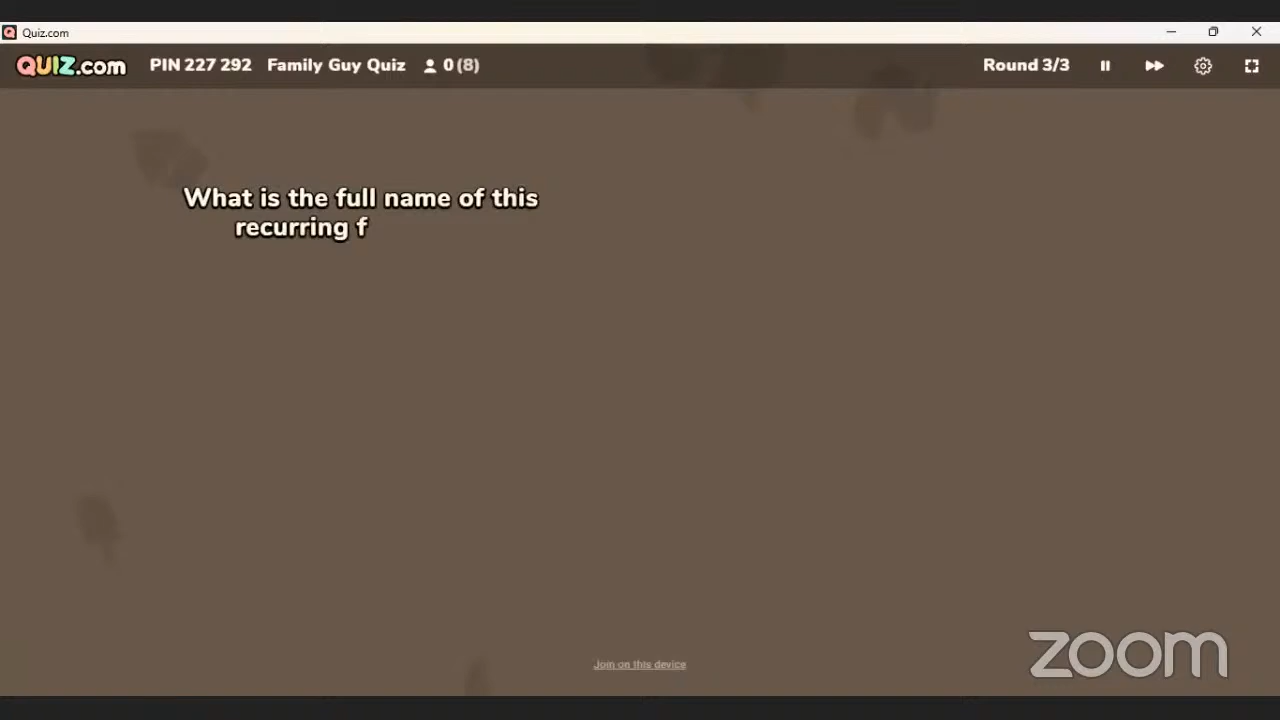 Quiz.com
QUIZ.com PIN 227 292 Family Guy Quiz 0 (8) Round 3/3
What is the full name of this
recurring f
Join on this device
zoom